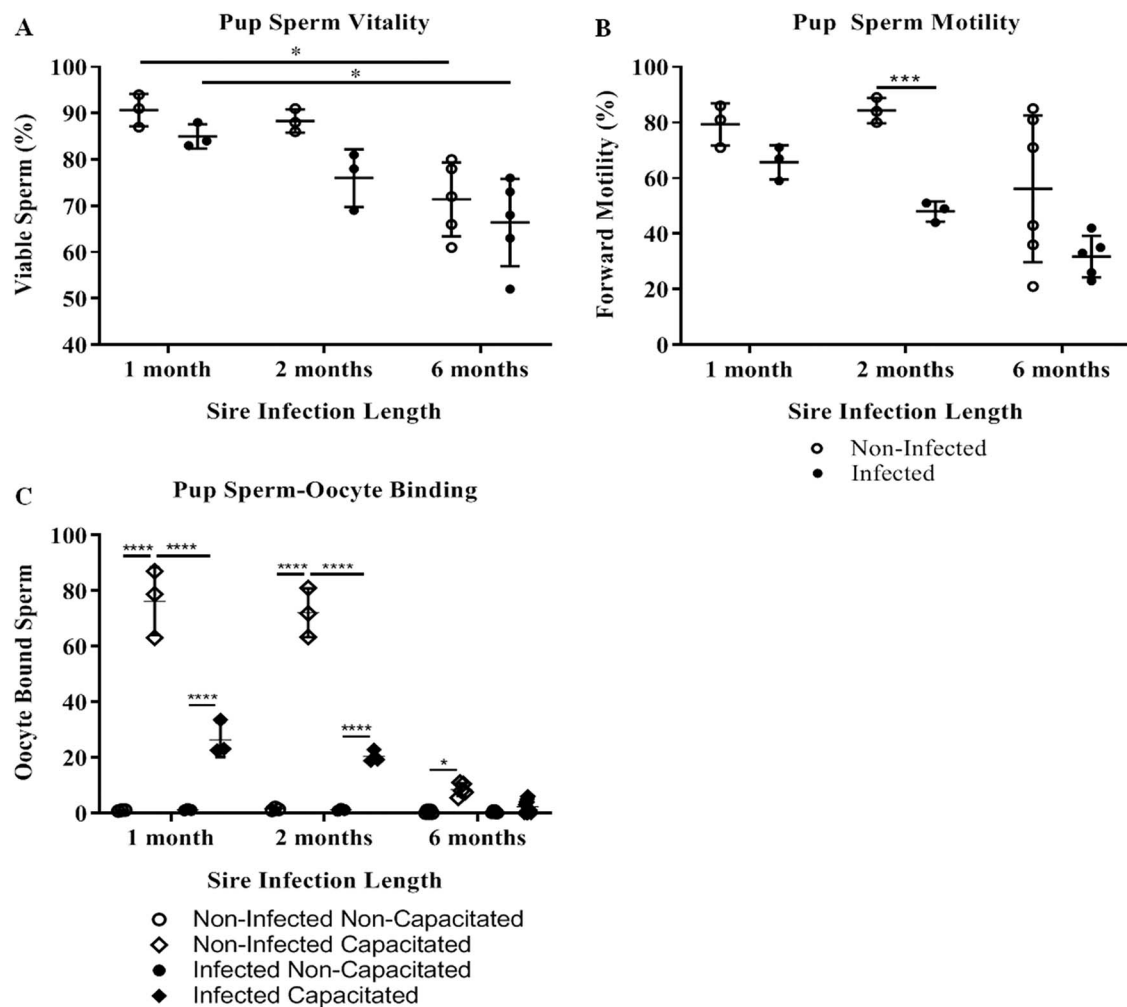 A
Pup Sperm Vitality
*
*
100
90
80
70
60
50
40
Viable Sperm (%)
1 month 2 months 6 months
Sire Infection Length
B
Pup Sperm Motility
***
100
80
60
40
20
0
Forward Motility (%)
1 month 2 months 6 months
Sire Infection Length
Non-Infected
Infected
C
Pup Sperm-Oocyte Binding
**** ****
**** ****
****
****
*
100
80
60
40
20
0
Oocyte Bound Sperm
1 month 2 months 6 months
Sire Infection Length
Non-Infected Non-Capacitated
Non-Infected Capacitated
Infected Non-Capacitated
Infected Capacitated